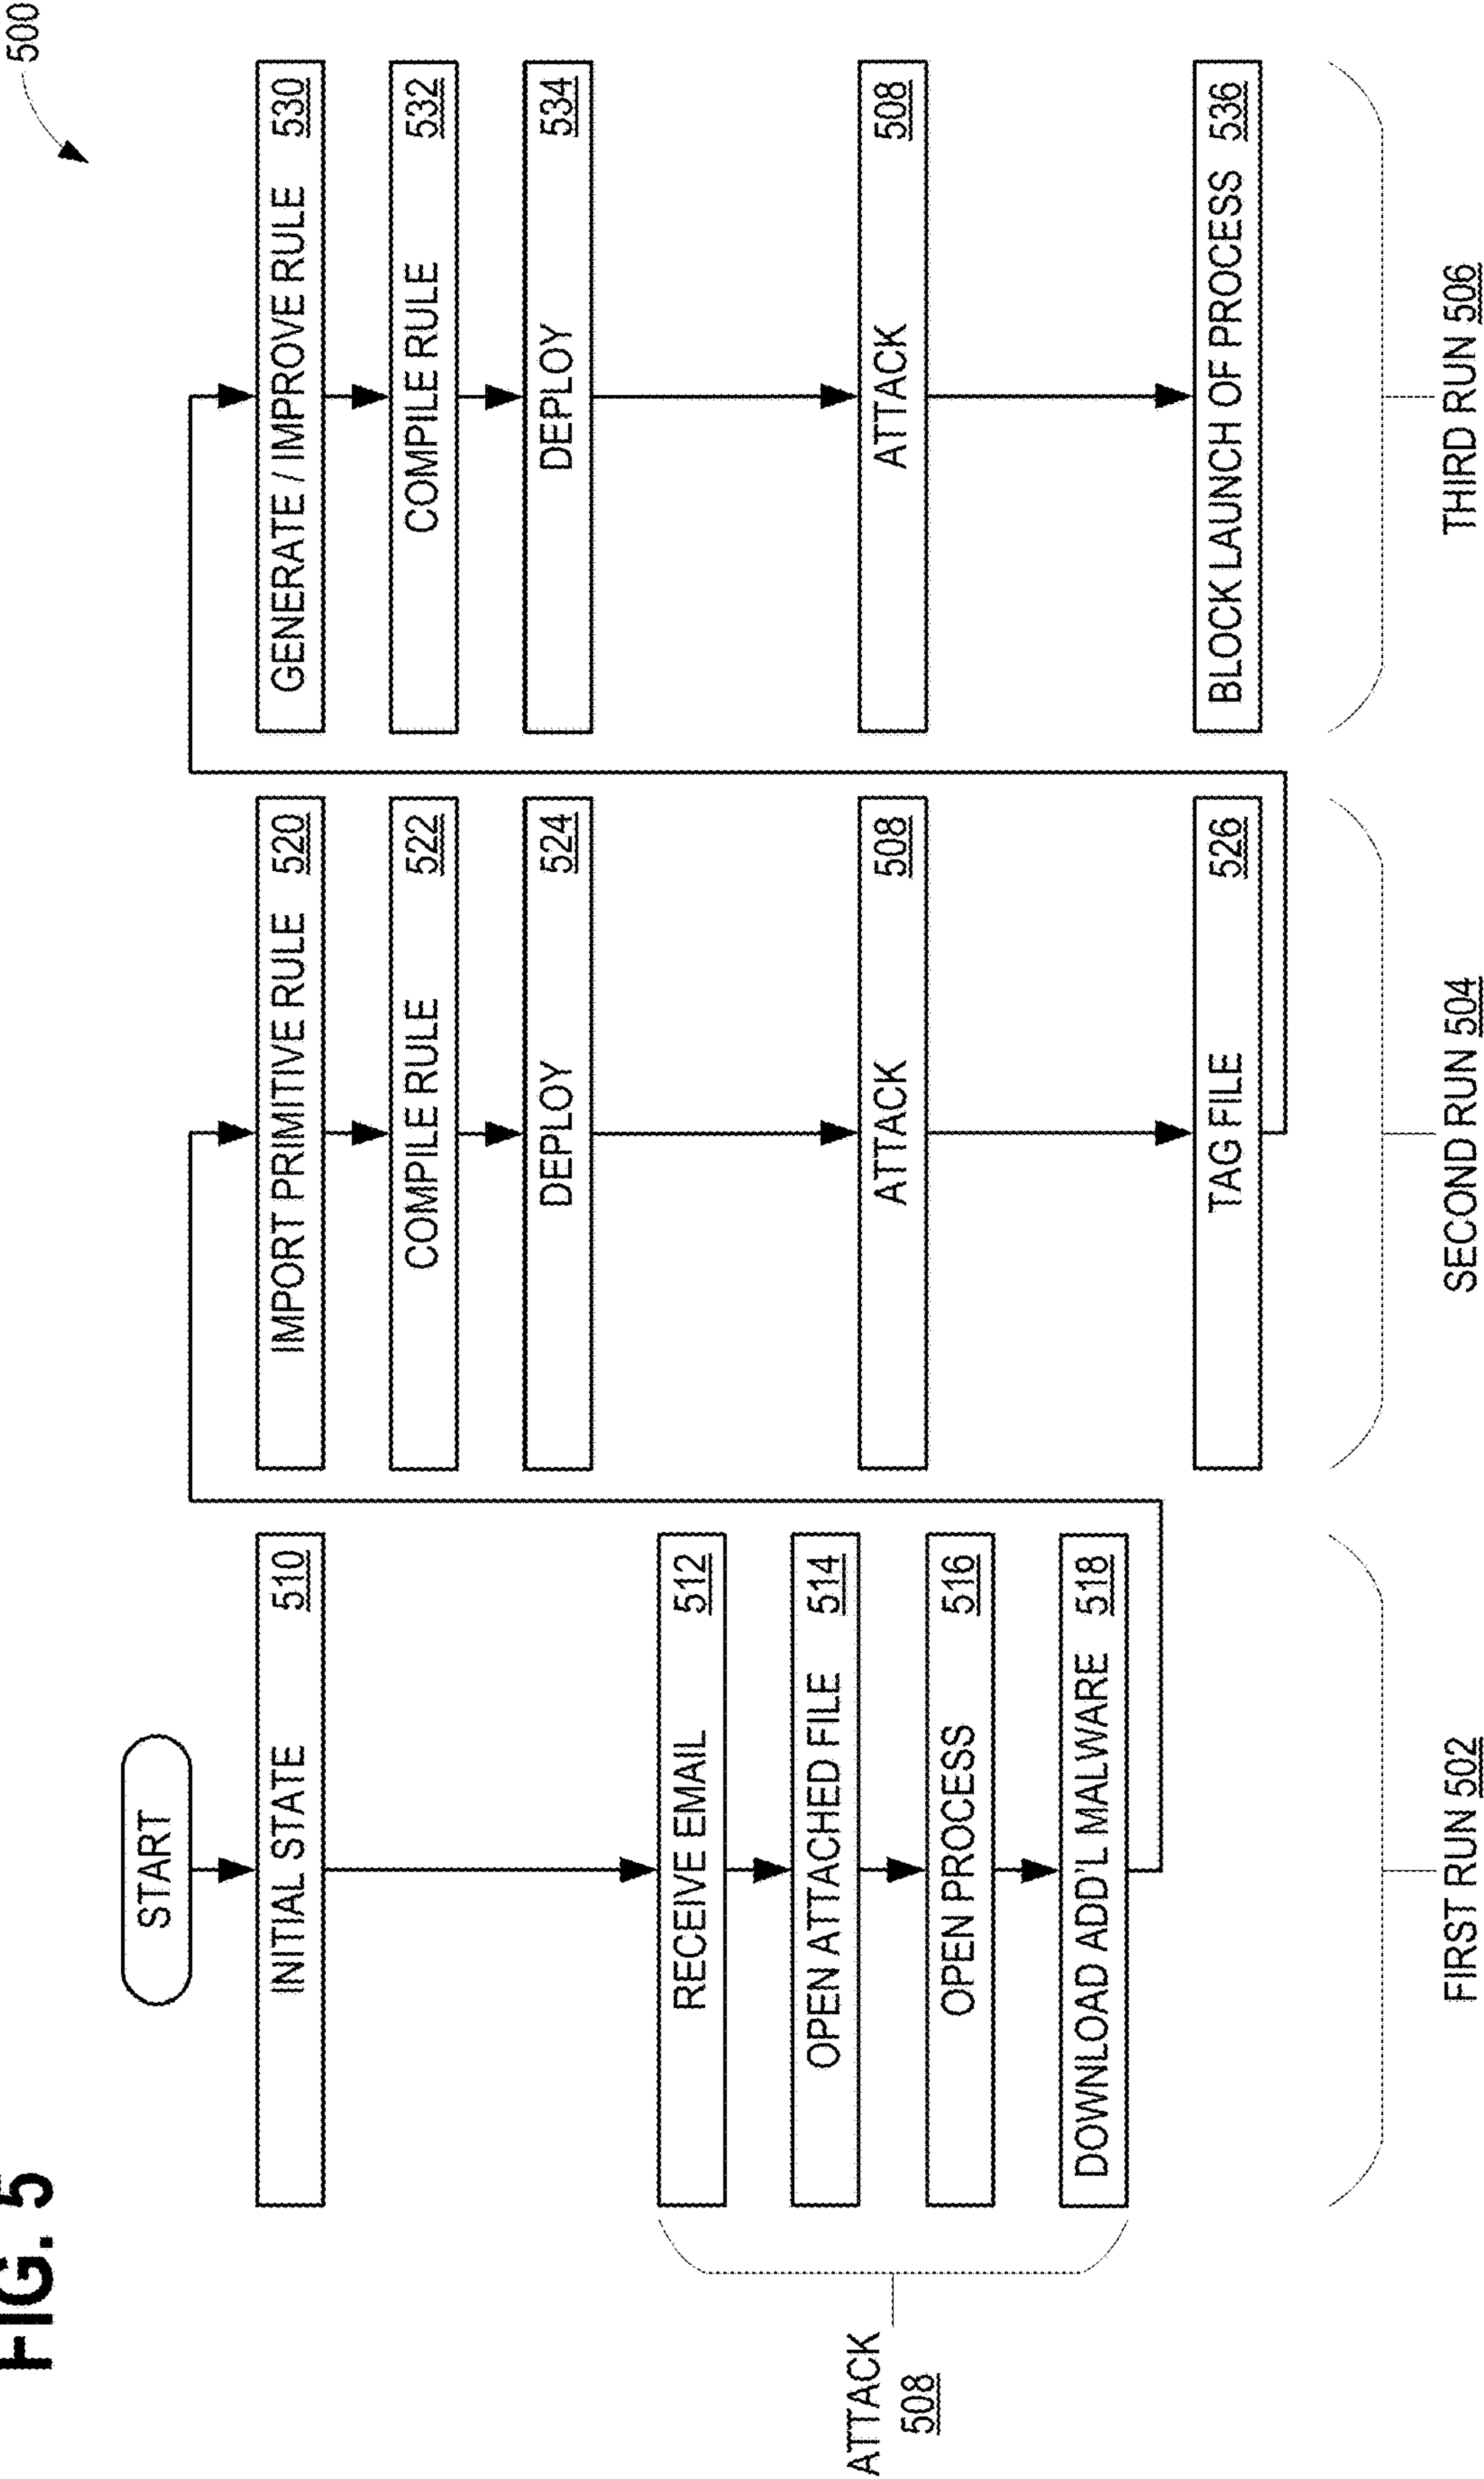 FIG. 5
500
START
INITIAL STATE 510
RECEIVE EMAIL 512
OPEN ATTACHED FILE 514
OPEN PROCESS 516
DOWNLOAD ADD'L MALWARE 518
ATTACK
508
FIRST RUN 502
IMPORT PRIMITIVE RULE 520
COMPILE RULE 522
DEPLOY 524
ATTACK 508
TAG FILE 526
SECOND RUN 504
GENERATE / IMPROVE RULE 530
COMPILE RULE 532
DEPLOY 534
ATTACK 508
BLOCK LAUNCH OF PROCESS 536
THIRD RUN 506